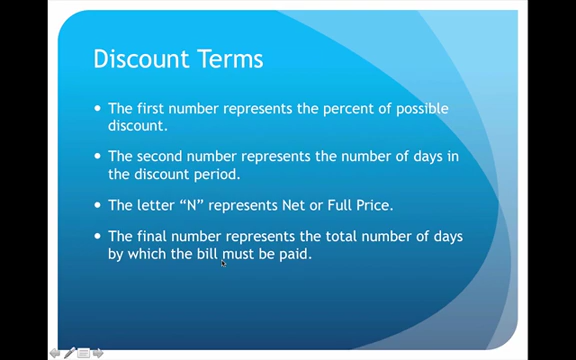 Discount Terms
• The first number represents the percent of possible
discount.
• The second number represents the number of days in
the discount period.
• The letter “N” represents Net or Full Price.
• The final number represents the total number of days
by which the bill must be paid.